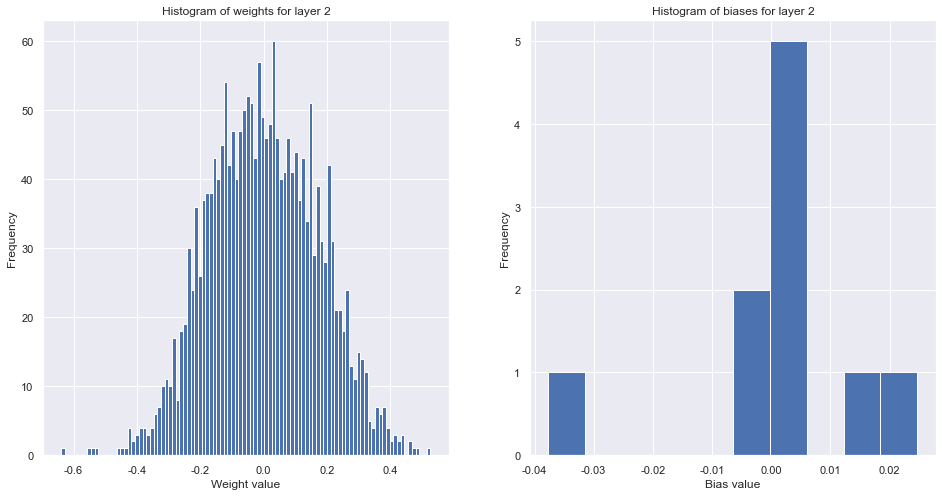 Histogram of weights for layer 2
60
50
40
30
20
10
0
Frequency
-0.6 -0.4 -0.2 0.0 0.2 0.4
Weight value
Histogram of biases for layer 2
5
4
3
2
1
0
Frequency
-0.04 -0.03 -0.02 -0.01 0.00 0.01 0.02
Bias value